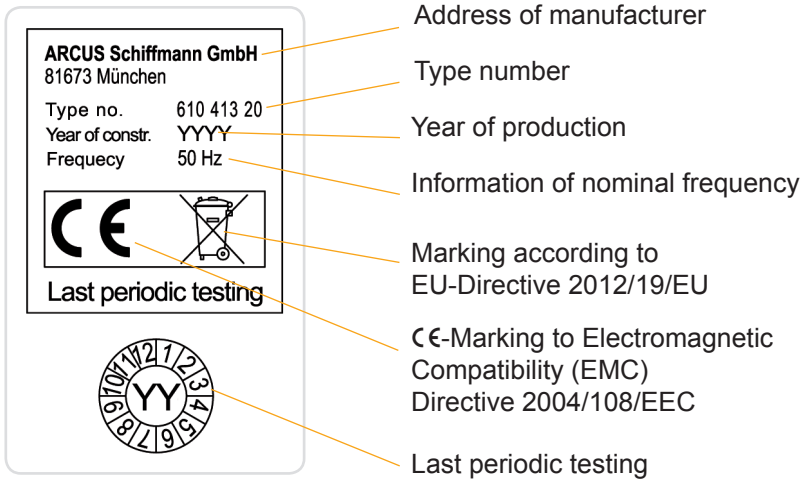 ARCUS Schiffmann GmbH
81673 München
Type no. 610 413 20
Year of constr. YYYY
Frequecy 50 Hz
CE
Last periodic testing
1 2 3 4 5 6 7 8 9 10 11 12
YY
Address of manufacturer
Type number
Year of production
Information of nominal frequency
Marking according to
EU-Directive 2012/19/EU
CE-Marking to Electromagnetic
Compatibility (EMC)
Directive 2004/108/EEC
Last periodic testing